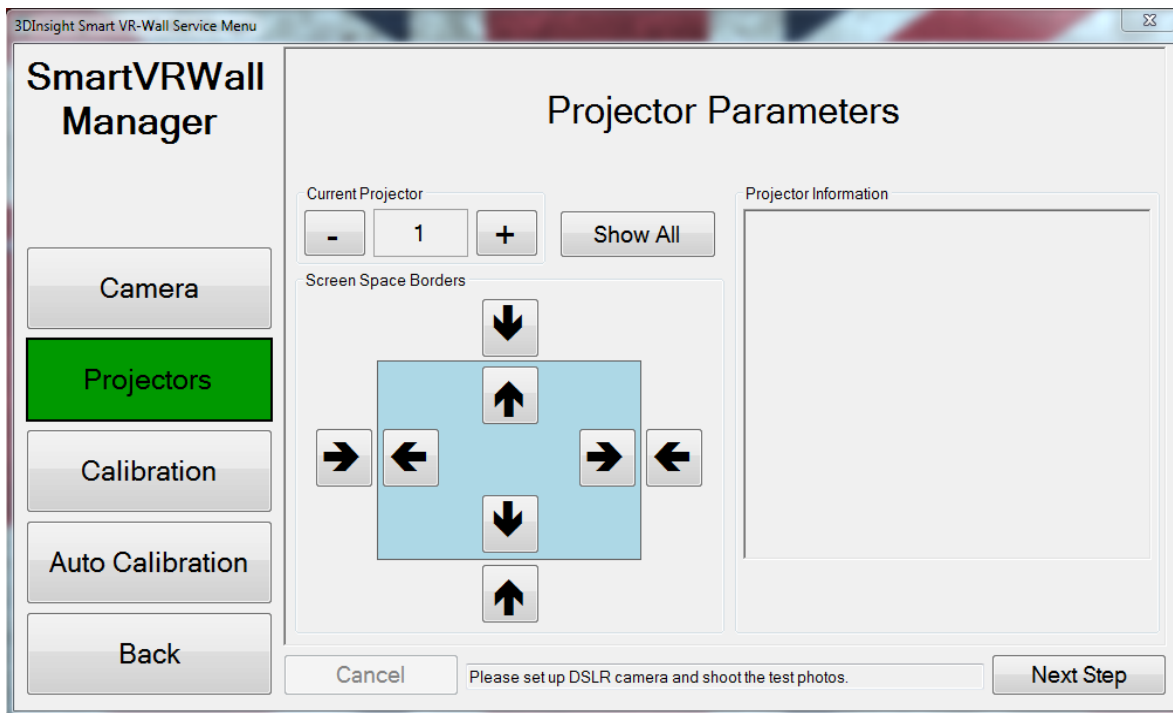 3DInsight Smart VR-Wall Service Menu
SmartVRWall
Manager
Camera
Projectors
Calibration
Auto Calibration
Back
Projector Parameters
Current Projector
-
1
+
Show All
Screen Space Borders
Projector Information
Cancel
Please set up DSLR camera and shoot the test photos.
Next Step